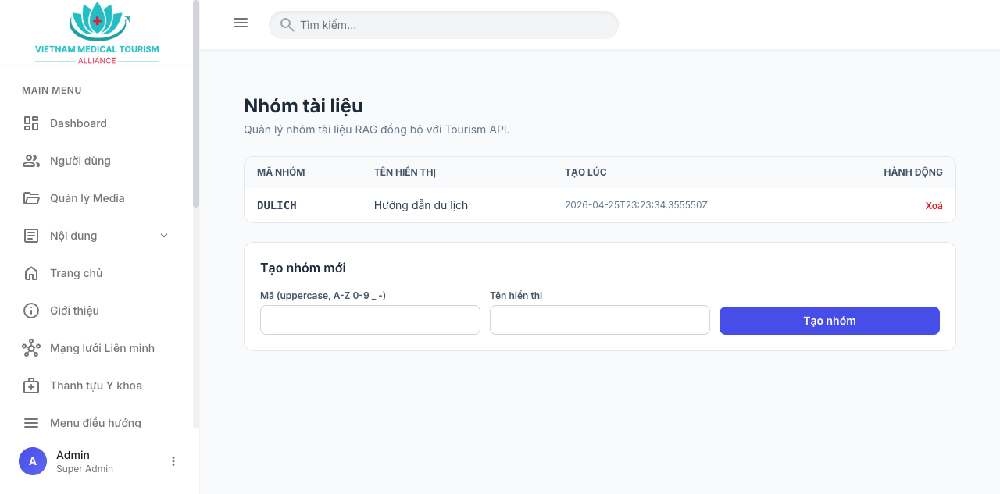 VIETNAM MEDICAL TOURISM
ALLIANCE
MAIN MENU
Dashboard
Người dùng
Quản lý Media
Nội dung
Trang chủ
Giới thiệu
Mạng lưới Liên minh
Thành tựu Y khoa
Menu điều hướng
A
Admin
Super Admin
Tìm kiếm...
Nhóm tài liệu
Quản lý nhóm tài liệu RAG đồng bộ với Tourism API.
MÃ NHÓM TÊN HIỂN THỊ TẠO LÚC HÀNH ĐỘNG
DULICH Hướng dẫn du lịch 2026-04-25T23:23:34.355550Z Xoá
Tạo nhóm mới
Mã (uppercase, A-Z 0-9 _ -) Tên hiển thị
Tạo nhóm